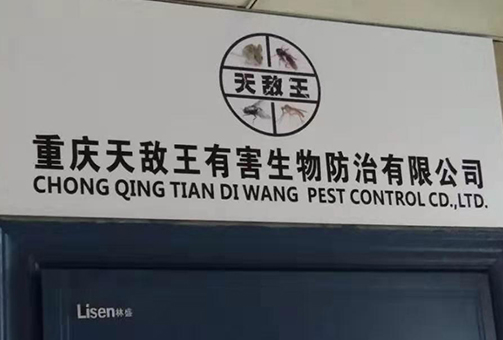 天敌王
重庆天敌王有害生物防治有限公司
CHONG QING TIAN DI WANG PEST CONTROL CD.,LTD.
Lisen林盛